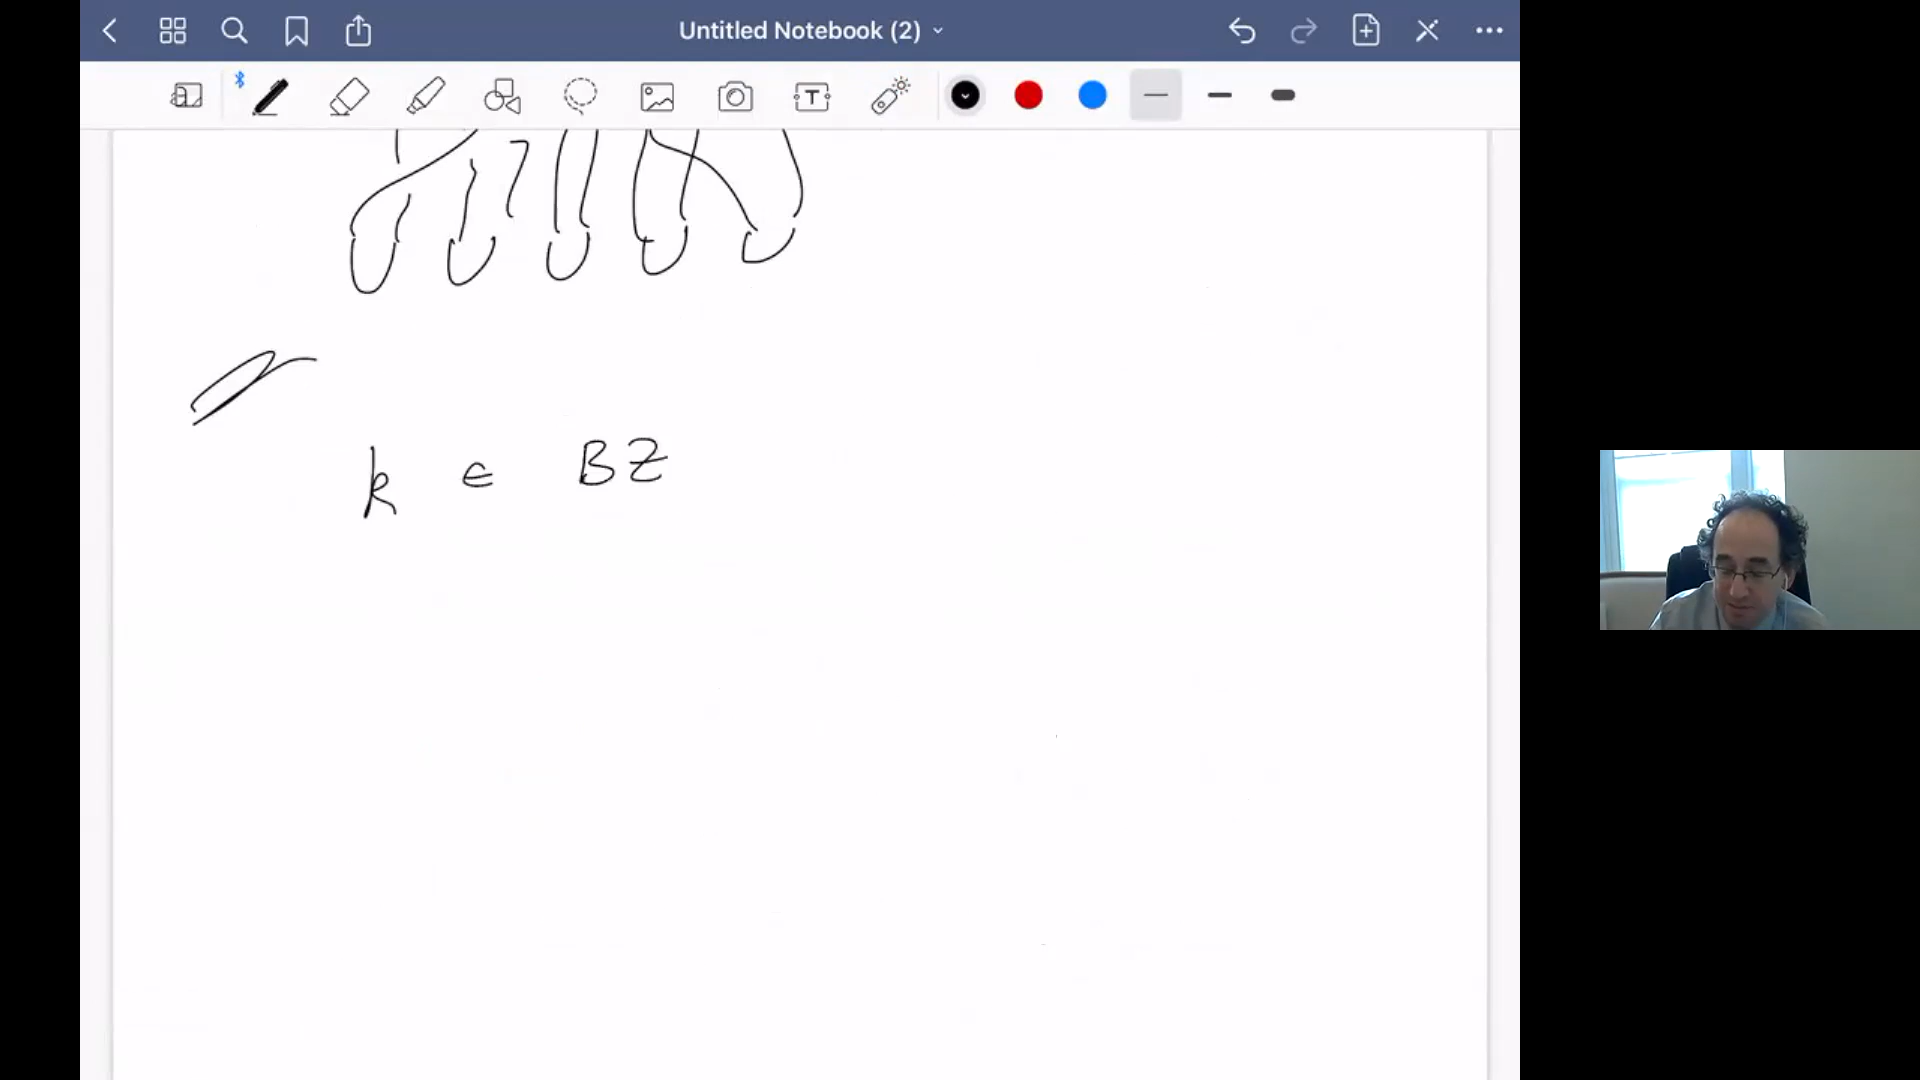 Untitled Notebook (2)
T
k ∈ BZ